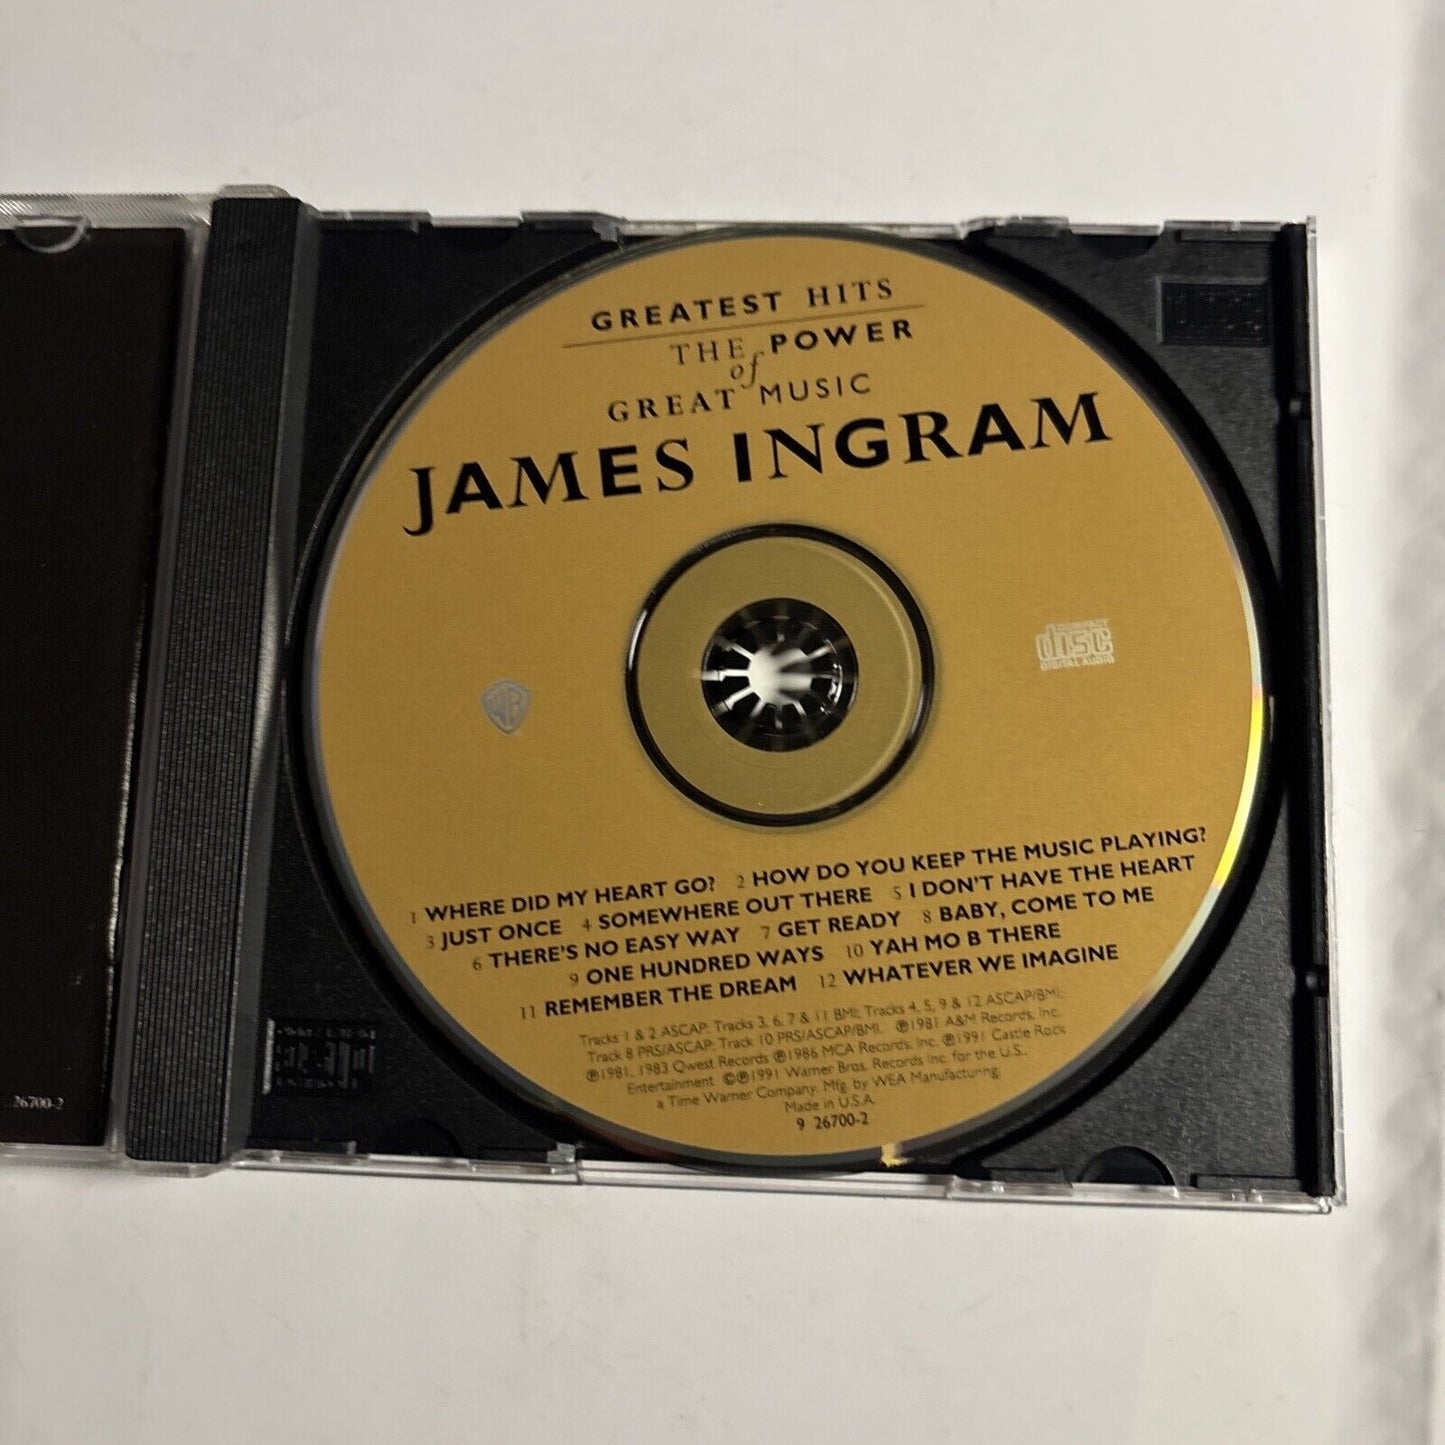 GREATEST HITS
THE POWER
of
GREAT MUSIC
JAMES INGRAM
COMPACT
disc
DIGITAL AUDIO
1 WHERE DID MY HEART GO? 2 HOW DO YOU KEEP THE MUSIC PLAYING?
3 JUST ONCE 4 SOMEWHERE OUT THERE 5 I DON'T HAVE THE HEART
6 THERE'S NO EASY WAY 7 GET READY 8 BABY, COME TO ME
9 ONE HUNDRED WAYS 10 YAH MO B THERE
11 REMEMBER THE DREAM 12 WHATEVER WE IMAGINE
Tracks 1 & 2 ASCAP; Tracks 3, 6, 7 & 11 BMI; Tracks 4, 5, 9 & 12 ASCAP/BMI;
Track 8 PRS/ASCAP; Track 10 PRS/ASCAP/BMI. ℗1981 A&M Records, Inc.
℗1981, 1983 Qwest Records ℗1986 MCA Records, Inc. ℗1991 Castle Rock
Entertainment ©℗1991 Warner Bros. Records Inc. for the U.S.,
a Time Warner Company. Mfg. by WEA Manufacturing.
Made in U.S.A.
9 26700-2
26700-2